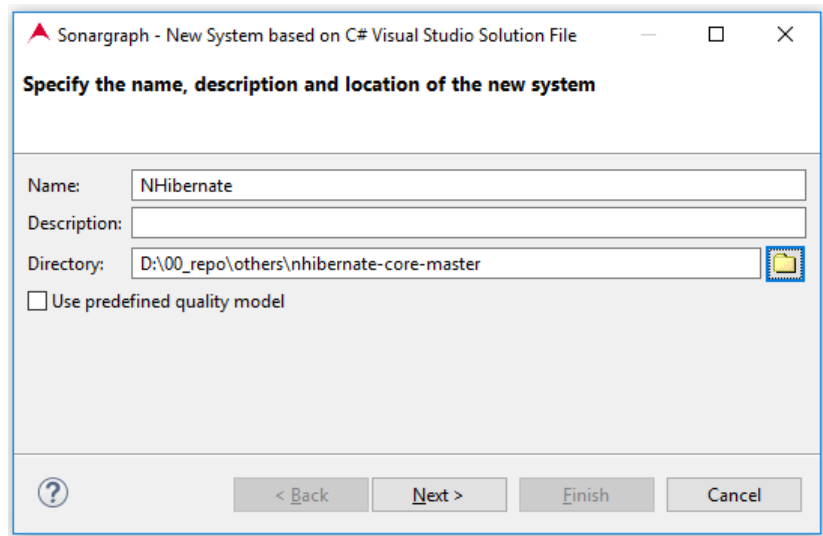 Sonargraph - New System based on C# Visual Studio Solution File
Specify the name, description and location of the new system
Name: NHibernate
Description:
Directory: D:\00_repo\others\nhibernate-core-master
Use predefined quality model
? < Back Next > Finish Cancel